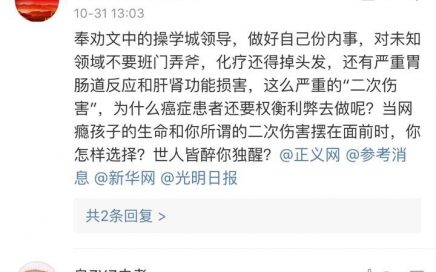 10-31 13:03
奉劝文中的操学城领导，做好自己份内事，对未知
领域不要班门弄斧，化疗还得掉头发，还有严重胃
肠道反应和肝肾功能损害，这么严重的“二次伤
害”，为什么癌症患者还要权衡利弊去做呢？当网
瘾孩子的生命和你所谓的二次伤害摆在面前时，你
怎样选择？世人皆醉你独醒？@正义网 @参考消
息 @新华网 @光明日报
共2条回复 >